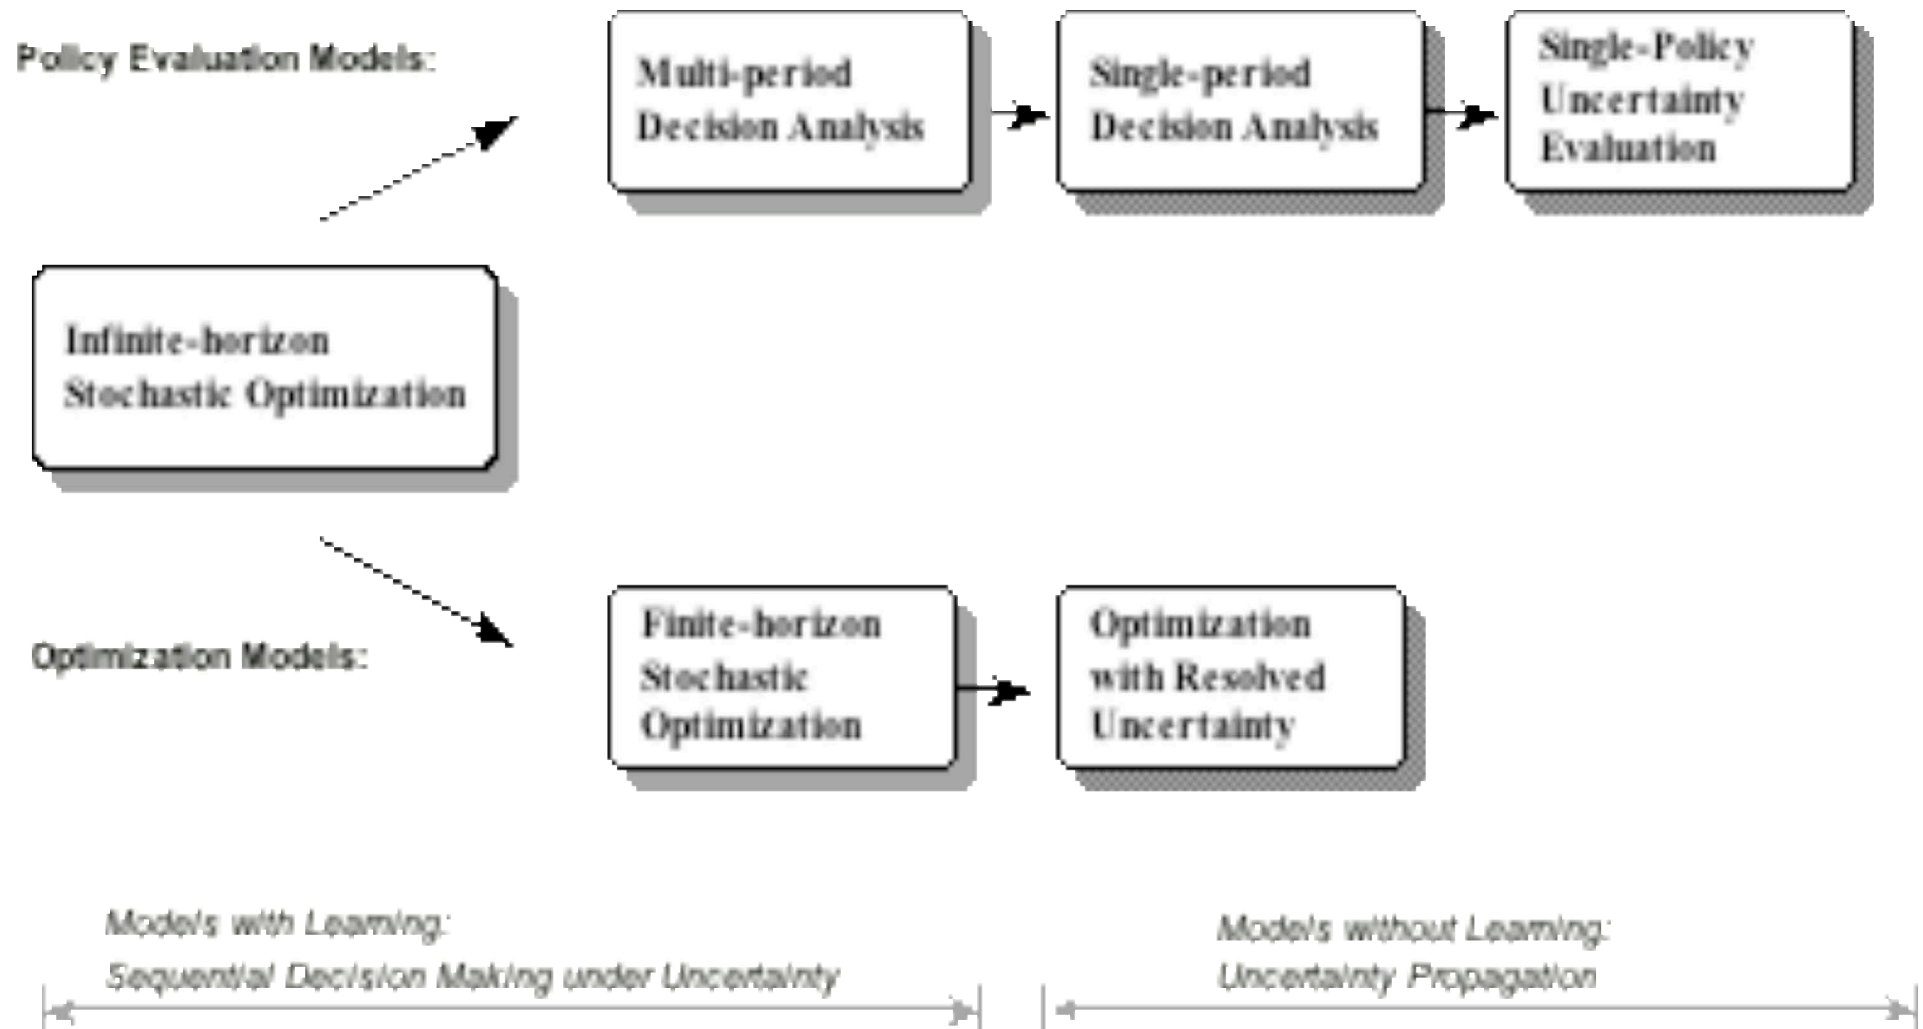 Policy Evaluation Models:
Multi-period
Decision Analysis
Single-period
Decision Analysis
Single-Policy
Uncertainty
Evaluation
Infinite-horizon
Stochastic Optimization
Optimization Models:
Finite-horizon
Stochastic
Optimization
Optimization
with Resolved
Uncertainty
Models with Learning:
Sequential Decision Making under Uncertainty
Models without Learning:
Uncertainty Propagation